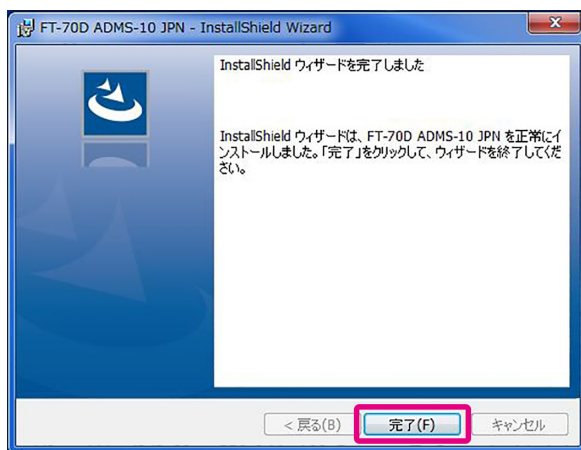 FT-70D ADMS-10 JPN - InstallShield Wizard
InstallShield ウィザードを完了しました
InstallShield ウィザードは、FT-70D ADMS-10 JPN を正常にイ
ンストールしました。「完了」をクリックして、ウィザードを終了してくだ
さい。
< 戻る(B)
完了(F)
キャンセル